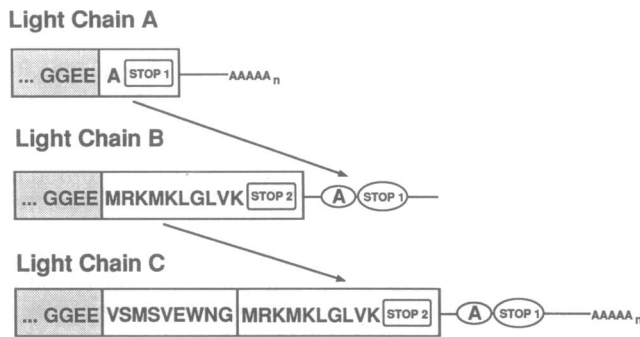 Light Chain A
... GGEE A STOP 1 AAAAA n
Light Chain B
... GGEE MRKMKLGLVK STOP 2 A STOP 1
Light Chain C
... GGEE VSMSVEWNG MRKMKLGLVK STOP 2 A STOP 1 AAAAA n